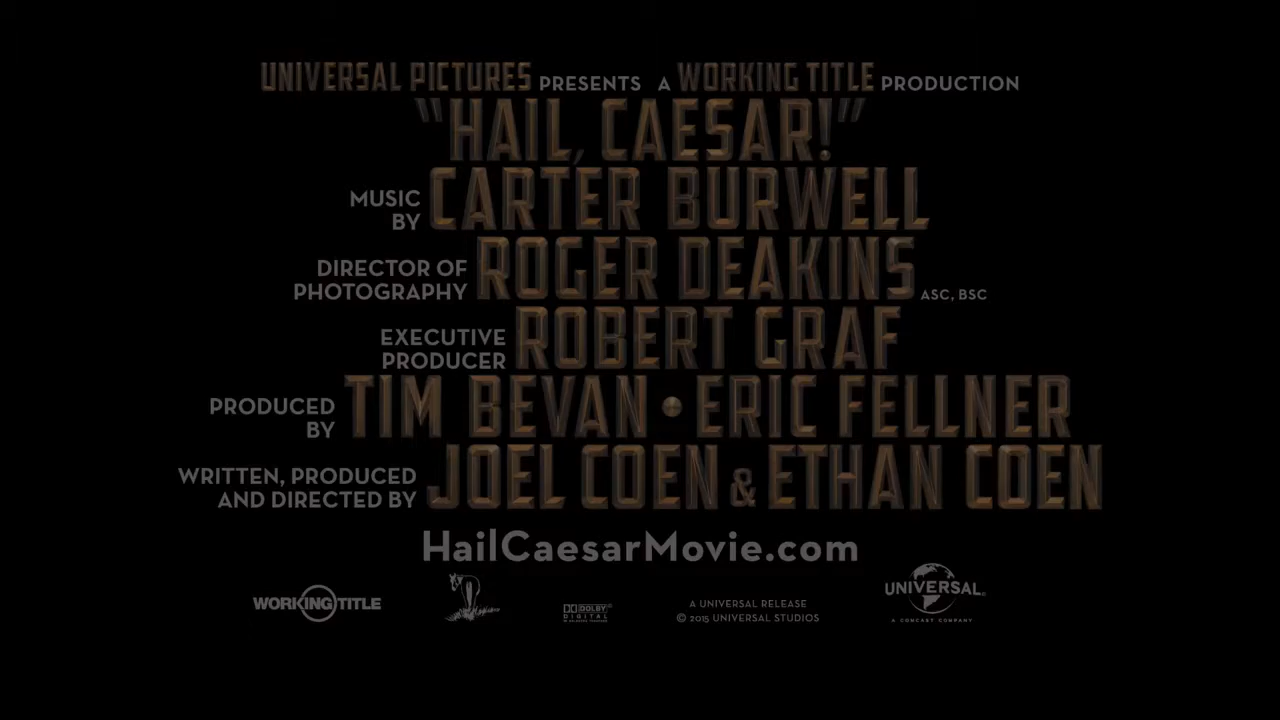 UNIVERSAL PICTURES PRESENTS A WORKING TITLE PRODUCTION
"HAIL, CAESAR!"
MUSIC BY CARTER BURWELL
DIRECTOR OF PHOTOGRAPHY ROGER DEAKINS ASC, BSC
EXECUTIVE PRODUCER ROBERT GRAF
PRODUCED BY TIM BEVAN • ERIC FELLNER
WRITTEN, PRODUCED AND DIRECTED BY JOEL COEN & ETHAN COEN
HailCaesarMovie.com
WORKING TITLE
DOLBY
DIGITAL
A UNIVERSAL RELEASE
© 2015 UNIVERSAL STUDIOS
UNIVERSAL
A COMCAST COMPANY